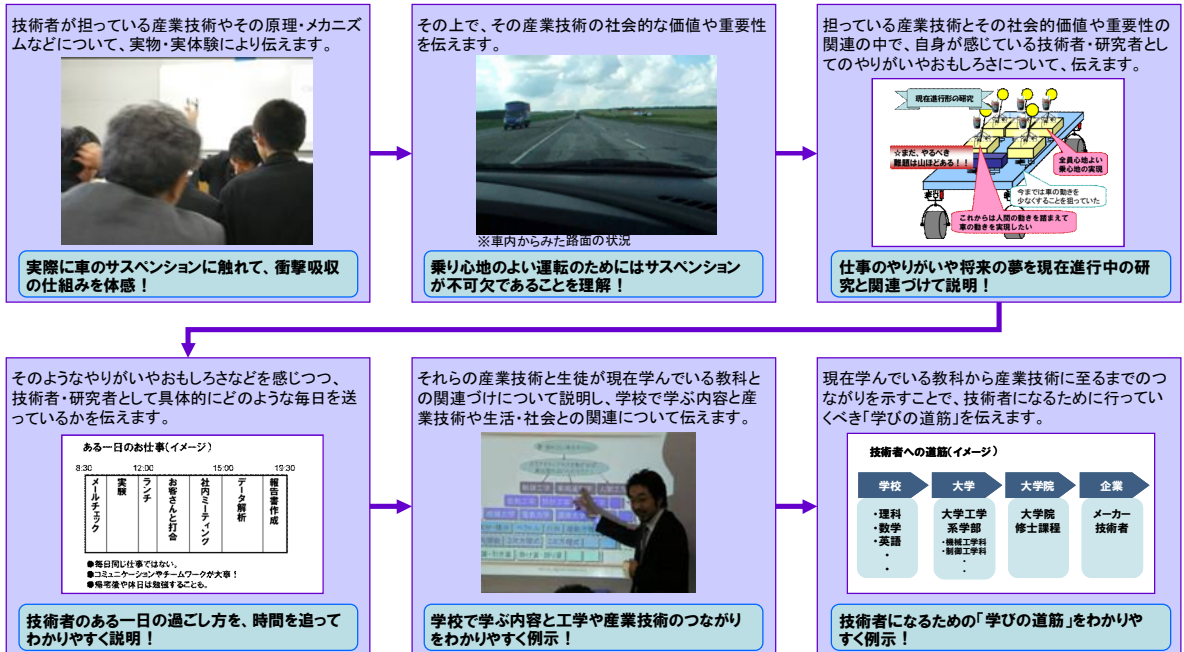 技術者が担っている産業技術やその原理・メカニズ
ムなどについて、実物・実体験により伝えます。
実際に車のサスペンションに触れて、衝撃吸収
の仕組みを体感！
その上で、その産業技術の社会的な価値や重要性
を伝えます。
※車内からみた路面の状況
乗り心地のよい運転のためにはサスペンション
が不可欠であることを理解！
担っている産業技術とその社会的価値や重要性の
関連の中で、自身が感じている技術者・研究者とし
てのやりがいやおもしろさについて、伝えます。
現在進行形の研究
☆まだ、やるべき
難題は山ほどある！！
全員心地よい
乗心地の実現
今までは車の動きを
少なくすることを狙っていた
これからは人間の動きを踏まえて
車の動きを実現したい
仕事のやりがいや将来の夢を現在進行中の研
究と関連づけて説明！
そのようなやりがいやおもしろさなどを感じつつ、
技術者・研究者として具体的にどのような毎日を送
っているかを伝えます。
ある一日のお仕事(イメージ)
8:30 12:00 15:00 19:30
メールチェック
実験
ランチ
お客さんと打合
社内ミーティング
データ解析
報告書作成
●毎日同じ仕事ではない。
●コミュニケーションやチームワークが大事！
●帰宅後や休日は勉強することも。
技術者のある一日の過ごし方を、時間を追って
わかりやすく説明！
それらの産業技術と生徒が現在学んでいる教科と
の関連づけについて説明し、学校で学ぶ内容と産
業技術や生活・社会との関連について伝えます。
学校で学ぶ内容と工学や産業技術のつながり
をわかりやすく例示！
現在学んでいる教科から産業技術に至るまでのつ
ながりを示すことで、技術者になるために行ってい
くべき「学びの道筋」を伝えます。
技術者への道筋(イメージ)
学校
・理科
・数学
・英語
・
・
大学
大学工学
系学部
・機械工学科
・制御工学科
・
・
大学院
大学院
修士課程
企業
メーカー
技術者
技術者になるための「学びの道筋」をわかりや
すく例示！